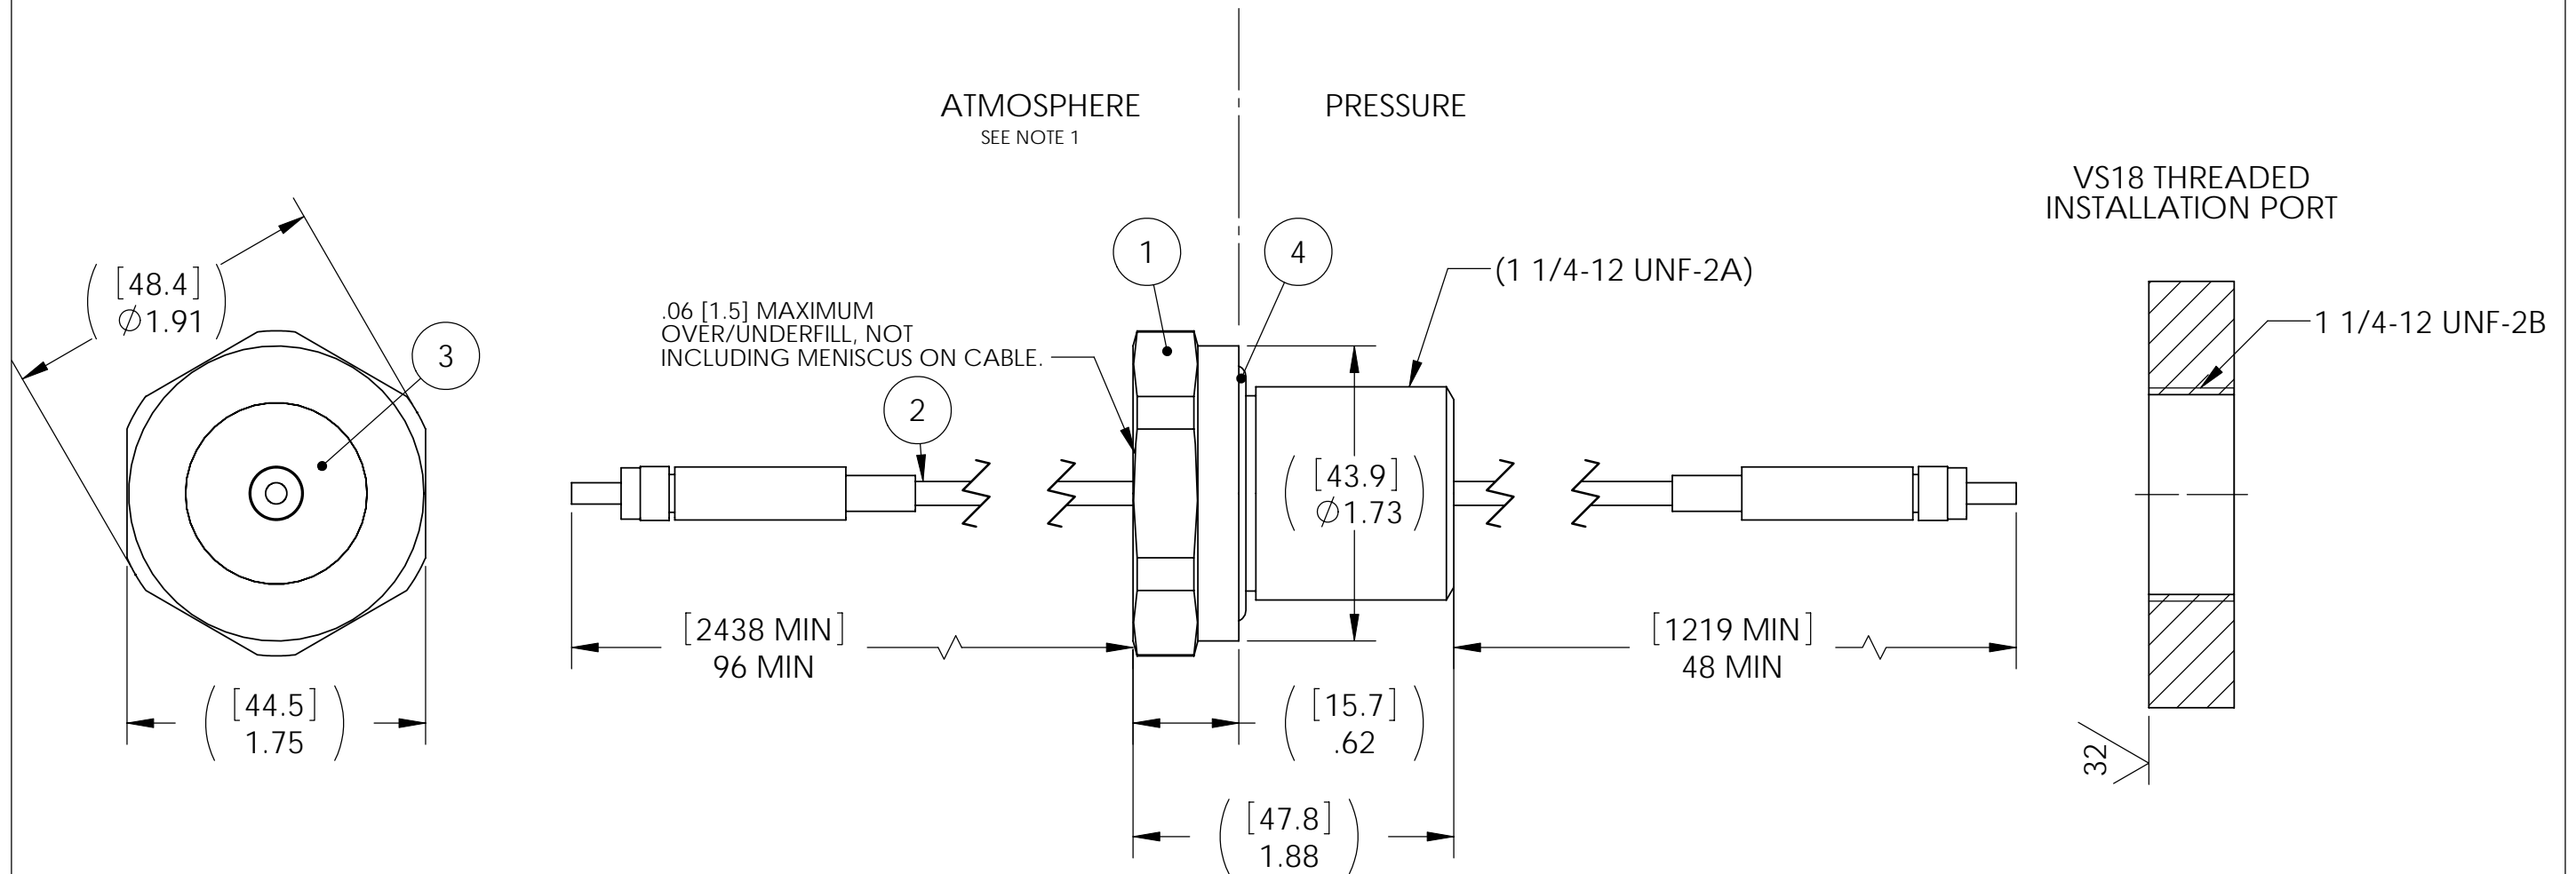 ATMOSPHERE
SEE NOTE 1
PRESSURE
VS18 THREADED
INSTALLATION PORT
1
4
(1 1/4-12 UNF-2A)
[48.4]
(∅1.91)
3
.06 [1.5] MAXIMUM
OVER/UNDERFILL, NOT
INCLUDING MENISCUS ON CABLE.
1 1/4-12 UNF-2B
2
[43.9]
(∅1.73)
[2438 MIN]
96 MIN
[1219 MIN]
48 MIN
[44.5]
(1.75)
[15.7]
(.62)
32
[47.8]
(1.88)